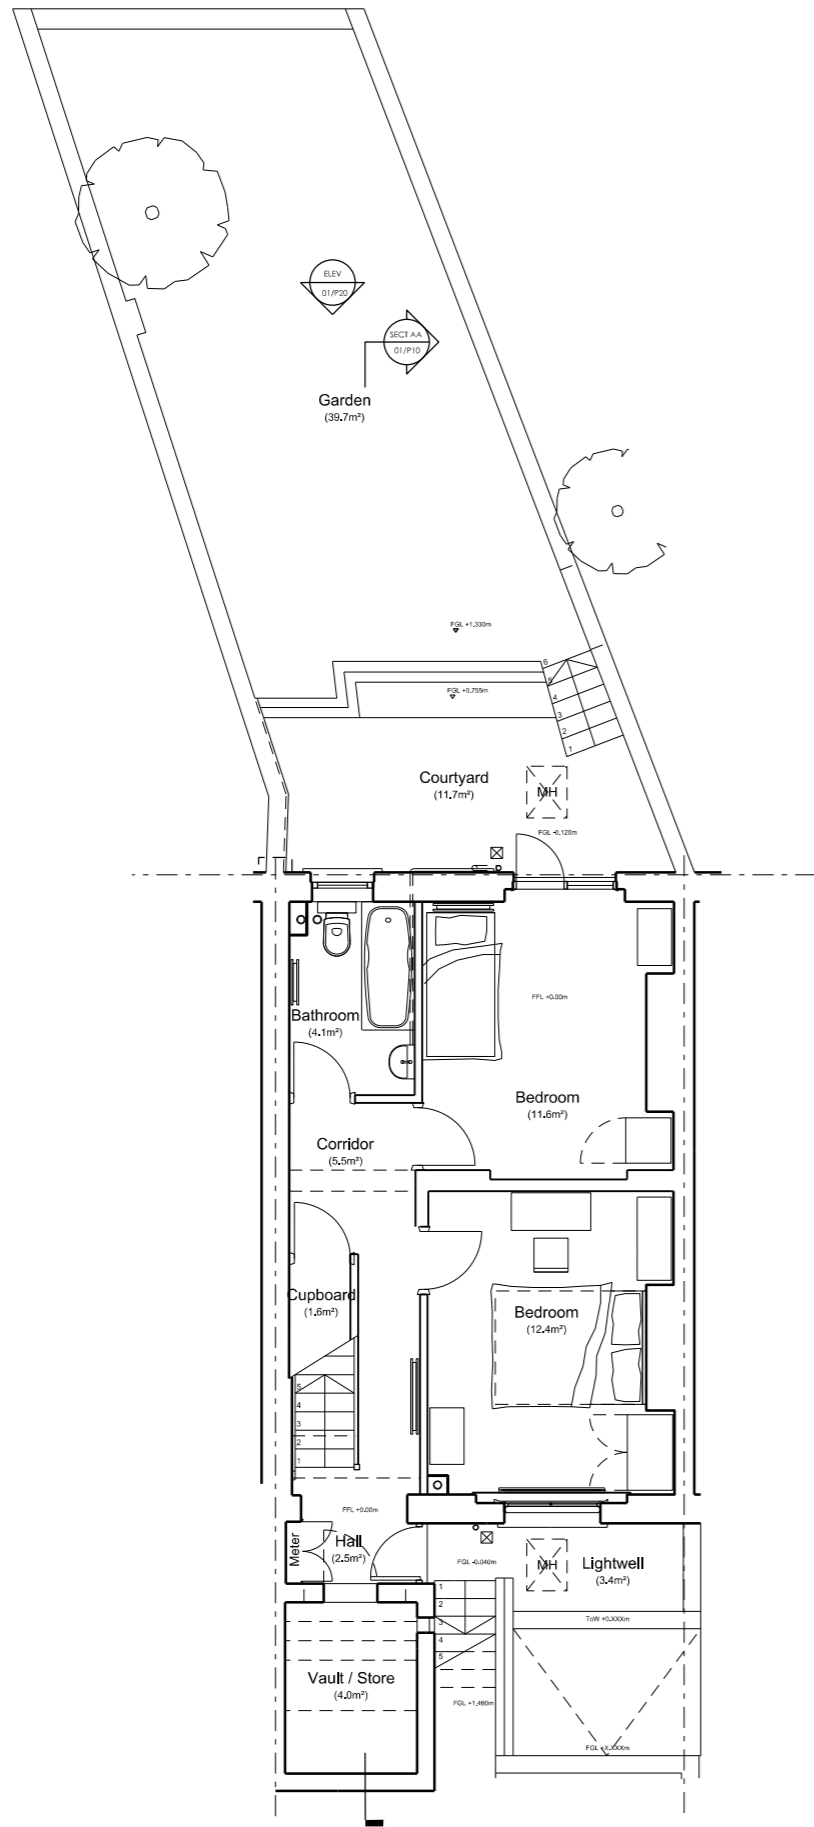 ELEV
01/P20
SECT AA
01/P10
Garden
(39.7m²)
FGL +1.330m
6
5
FGL +0.755m
4
3
2
1
Courtyard
(11.7m²)
MH
FGL -0.120m
FFL +0.00m
Bathroom
(4.1m²)
Bedroom
(11.6m²)
Corridor
(5.5m²)
Cupboard
(1.6m²)
Bedroom
(12.4m²)
5
4
3
2
1
FFL +0.00m
Meter
Hall
(2.5m²)
FGL -0.040m
MH
Lightwell
(3.4m²)
1
2
3
4
5
ToW +0.XXXm
Vault / Store
(4.0m²)
FGL +1.460m
FGL +X.XXXm